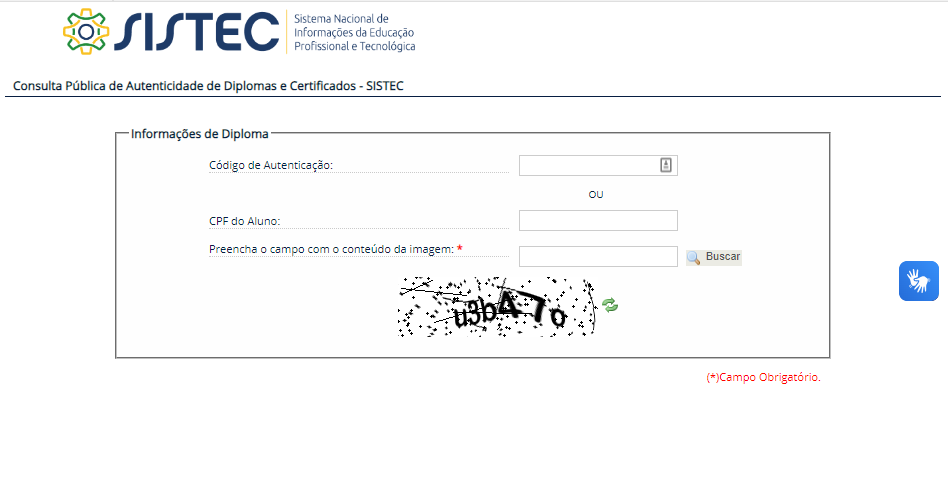 SISTEC
Sistema Nacional de
Informações da Educação
Profissional e Tecnológica
Consulta Pública de Autenticidade de Diplomas e Certificados - SISTEC
Informações de Diploma
Código de Autenticação:
OU
CPF do Aluno:
Preencha o campo com o conteúdo da imagem: *
Buscar
(*)Campo Obrigatório.